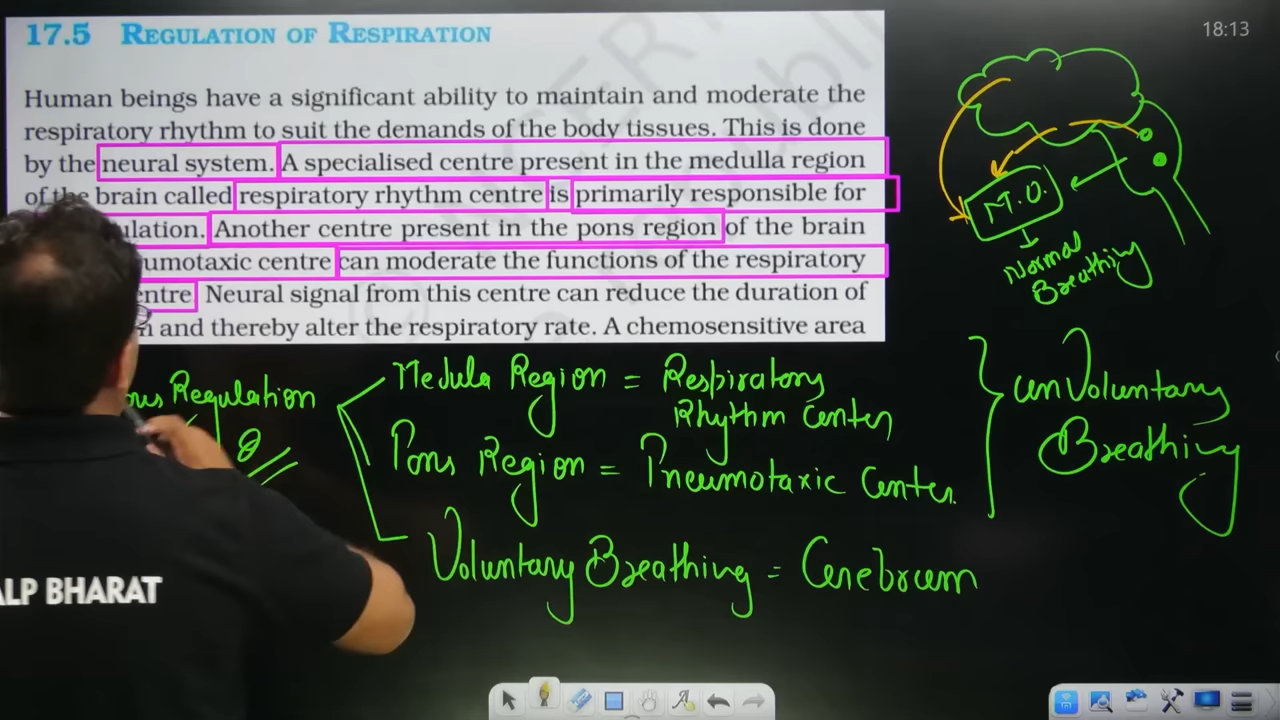 18:13
17.5 REGULATION OF RESPIRATION
Human beings have a significant ability to maintain and moderate the
respiratory rhythm to suit the demands of the body tissues. This is done
by the neural system. A specialised centre present in the medulla region
of the brain called respiratory rhythm centre is primarily responsible for
Another centre present in the pons region of the brain
centre can moderate the functions of the respiratory
Neural signal from this centre can reduce the duration of
and thereby alter the respiratory rate. A chemosensitive area
M.O.
Normal
Breathing
Regulation
Medula Region = Respiratory
Rhythm Center
Pons Region = Pneumotaxic Center
unVoluntary
Breathing
Voluntary Breathing = Cerebrum
ALP BHARAT